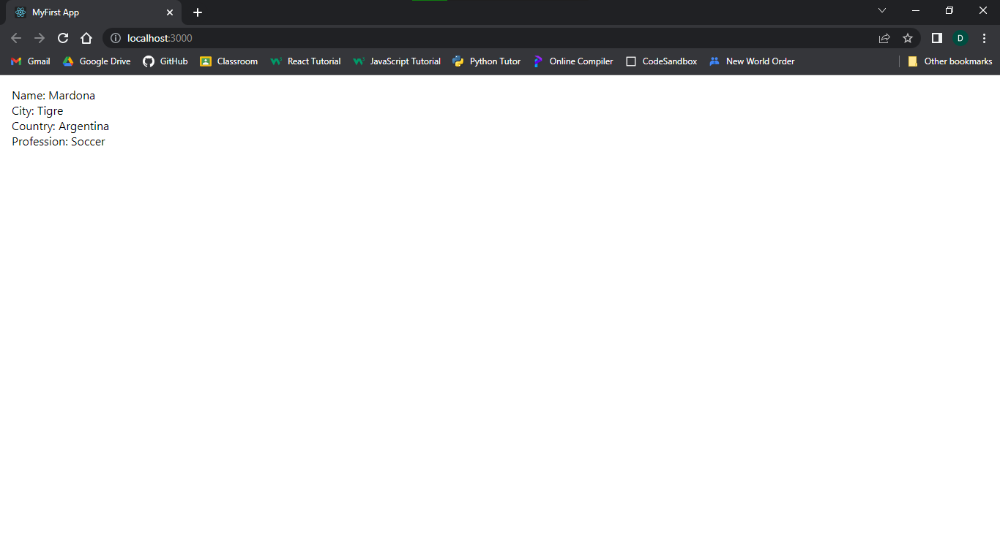 MyFirst App
localhost:3000
D
Gmail Google Drive GitHub Classroom React Tutorial JavaScript Tutorial Python Tutor Online Compiler CodeSandbox New World Order Other bookmarks
Name: Mardona
City: Tigre
Country: Argentina
Profession: Soccer